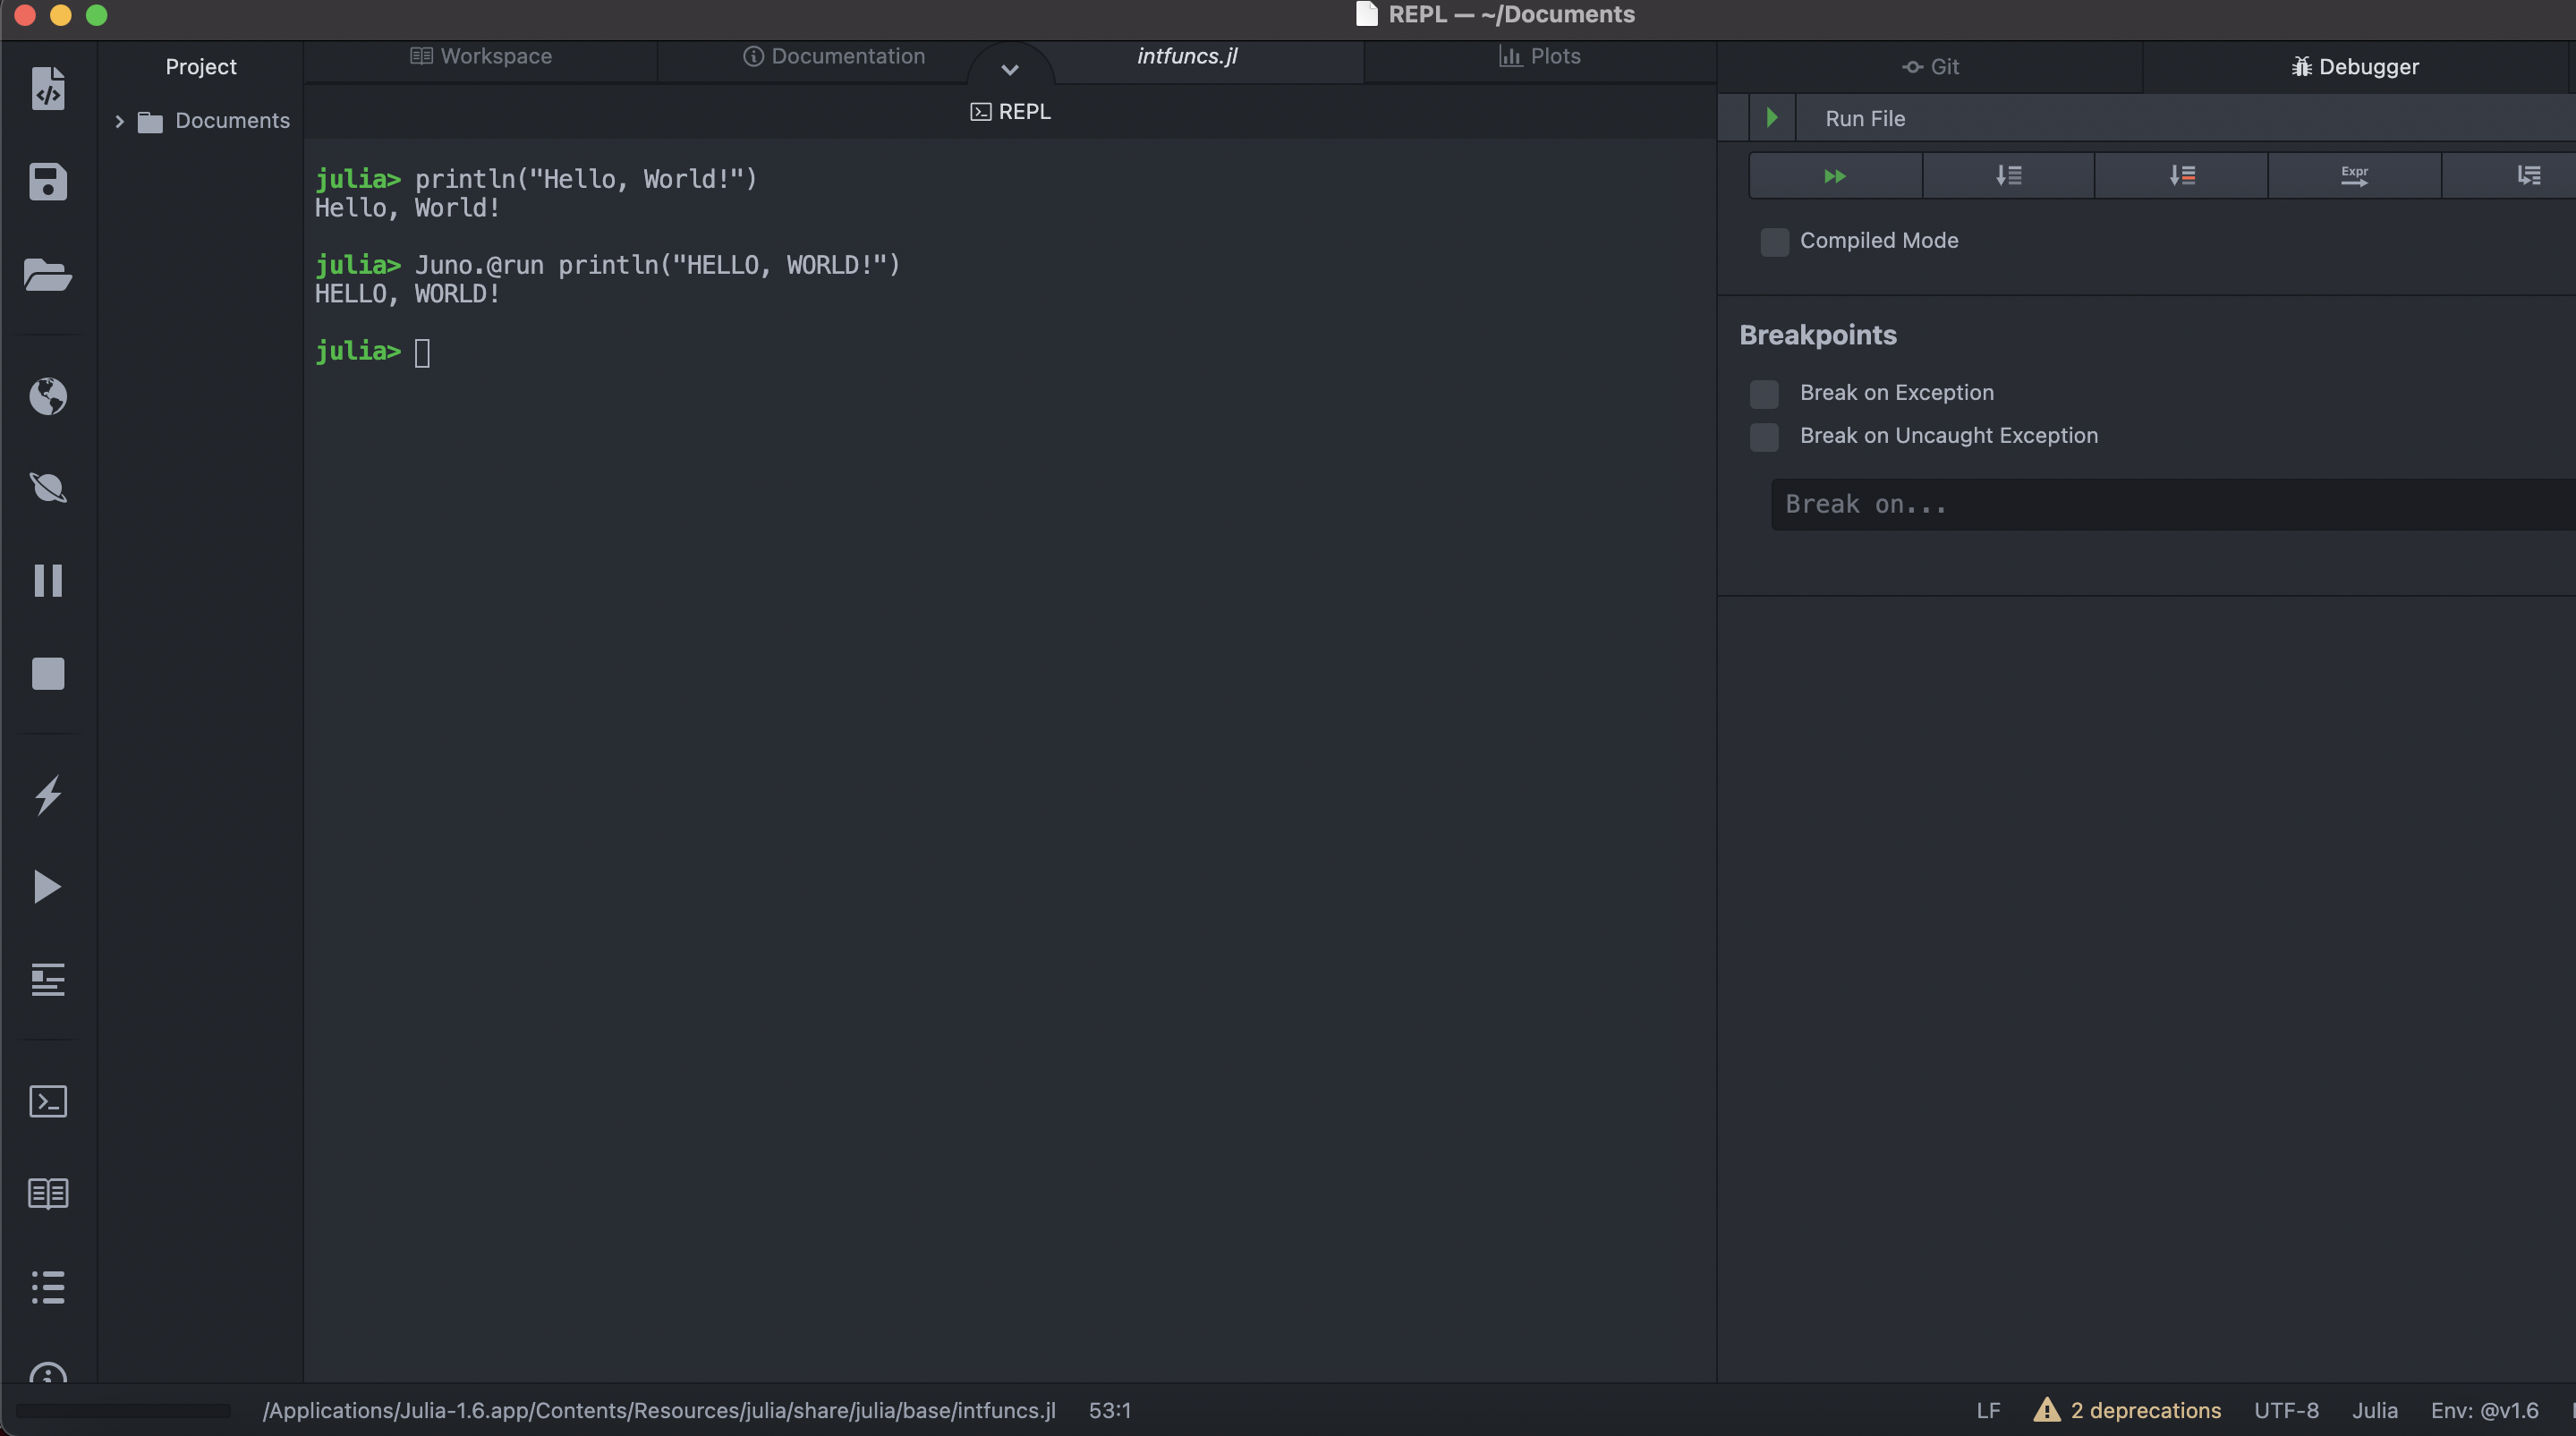 REPL — ~/Documents
Project
Documents
Workspace
Documentation
intfuncs.jl
Plots
REPL
julia> println("Hello, World!")
Hello, World!
julia> Juno.@run println("HELLO, WORLD!")
HELLO, WORLD!
julia>
Git
Debugger
Run File
Expr
Compiled Mode
Breakpoints
Break on Exception
Break on Uncaught Exception
Break on...
/Applications/Julia-1.6.app/Contents/Resources/julia/share/julia/base/intfuncs.jl 53:1
LF 2 deprecations UTF-8 Julia Env: @v1.6